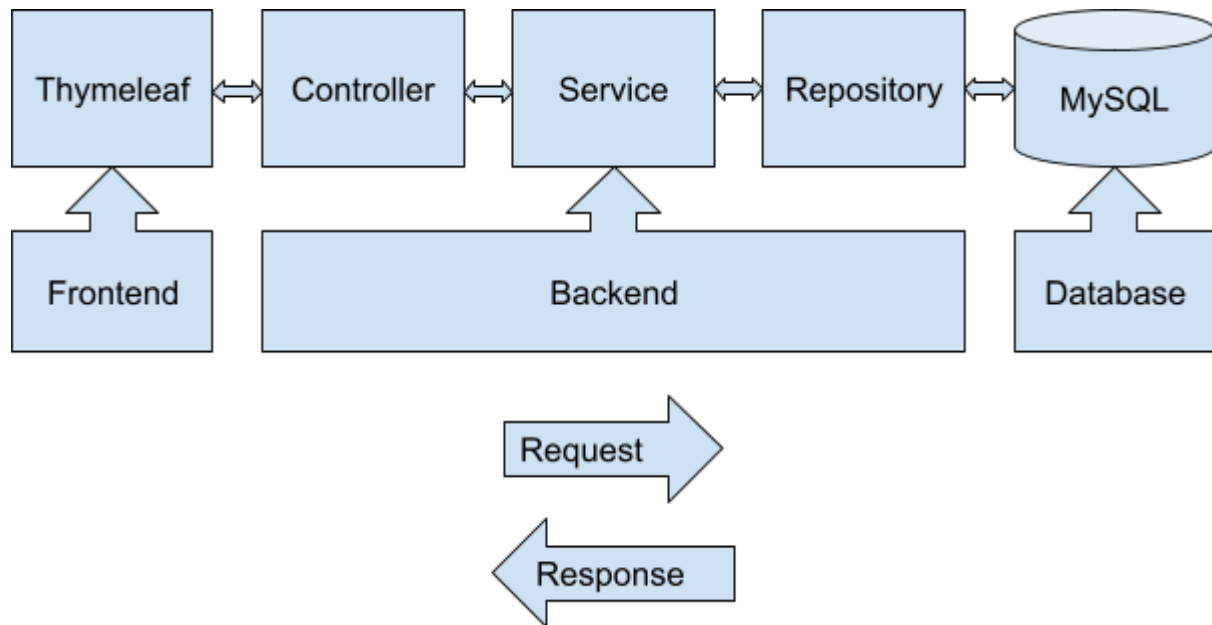 Thymeleaf
Controller
Service
Repository
MySQL
Frontend
Backend
Database
Request
Response